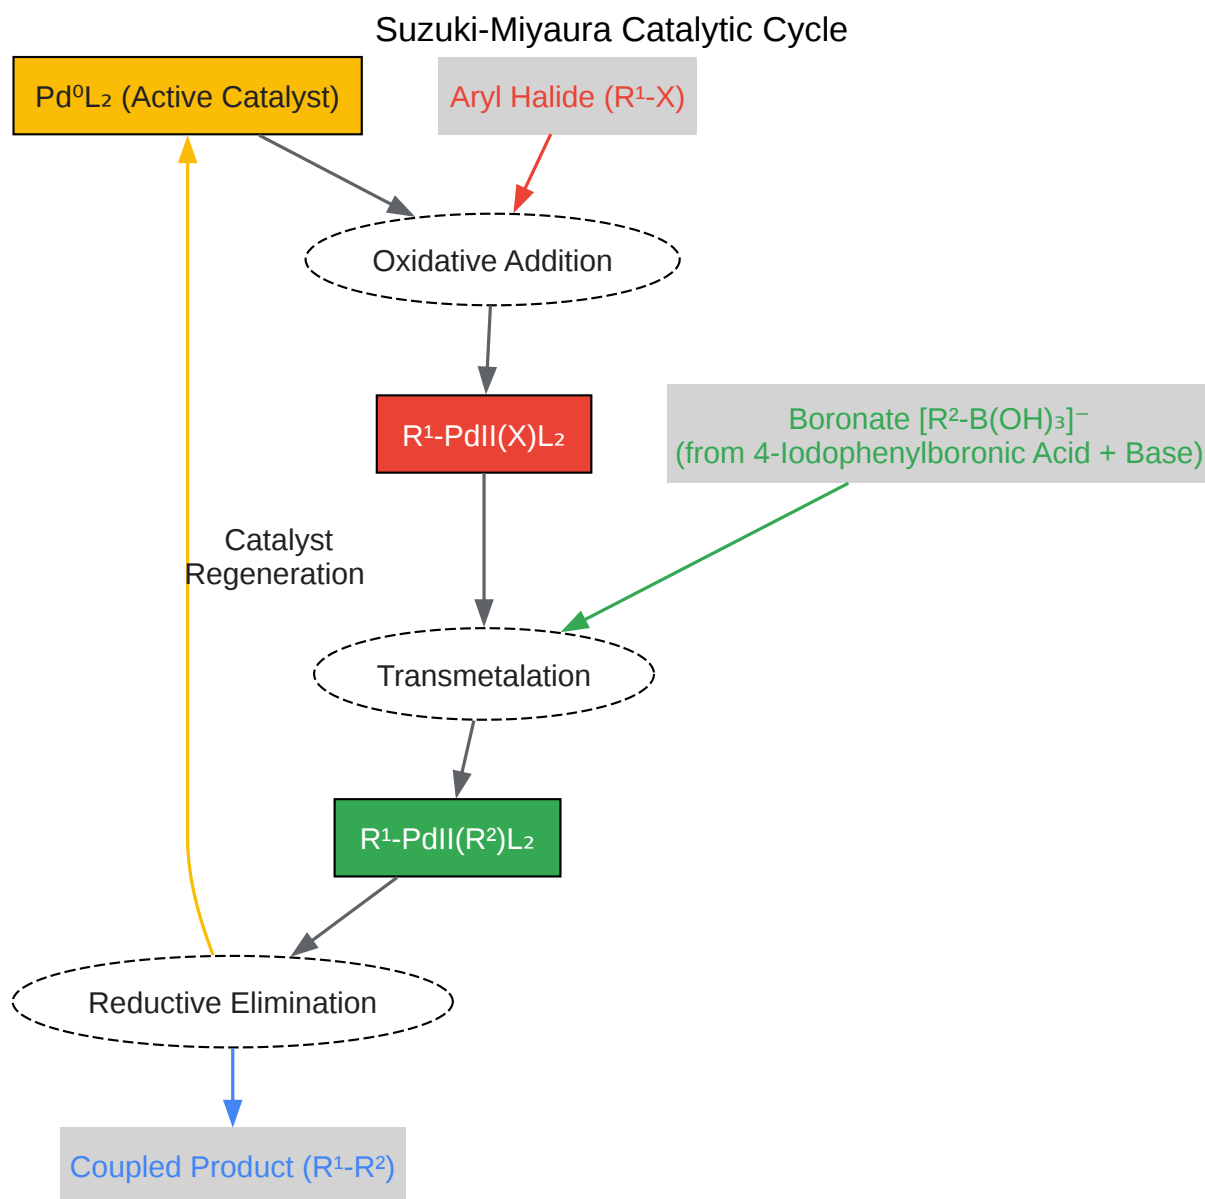 Suzuki-Miyaura Catalytic Cycle
Pd⁰L₂ (Active Catalyst)
Aryl Halide (R¹-X)
Oxidative Addition
R¹-PdII(X)L₂
Boronate [R²-B(OH)₃]⁻
(from 4-Iodophenylboronic Acid + Base)
Catalyst
Regeneration
Transmetalation
R¹-PdII(R²)L₂
Reductive Elimination
Coupled Product (R¹-R²)